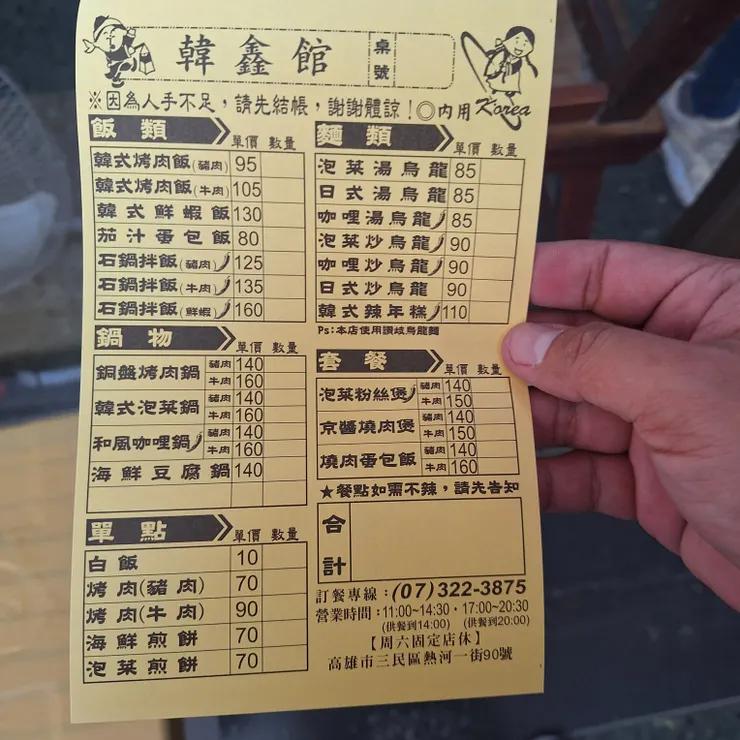 韓鑫館 桌號
※因為人手不足，請先結帳，謝謝體諒！◎內用 Korea
飯類 單價 數量
韓式烤肉飯(豬肉) 95
韓式烤肉飯(牛肉) 105
韓式鮮蝦飯 130
茄汁蛋包飯 80
石鍋拌飯(豬肉) 125
石鍋拌飯(牛肉) 135
石鍋拌飯(鮮蝦) 160
鍋物 單價 數量
銅盤烤肉鍋 豬肉 140
牛肉 160
韓式泡菜鍋 豬肉 140
牛肉 160
和風咖哩鍋 豬肉 140
牛肉 160
海鮮豆腐鍋 140
單點 單價 數量
白飯 10
烤肉(豬肉) 70
烤肉(牛肉) 90
海鮮煎餅 70
泡菜煎餅 70
麵類 單價 數量
泡菜湯烏龍 85
日式湯烏龍 85
咖哩湯烏龍 85
泡菜炒烏龍 90
咖哩炒烏龍 90
日式炒烏龍 90
韓式辣年糕 110
Ps:本店使用讚歧烏龍麵
套餐 單價 數量
泡菜粉絲煲 豬肉 140
牛肉 150
京醬燒肉煲 豬肉 140
牛肉 150
燒肉蛋包飯 豬肉 140
牛肉 160
★餐點如需不辣，請先告知
合計
訂餐專線：(07)322-3875
營業時間：11:00~14:30・17:00~20:30
(供餐到14:00) (供餐到20:00)
【周六固定店休】
高雄市三民區熱河一街90號